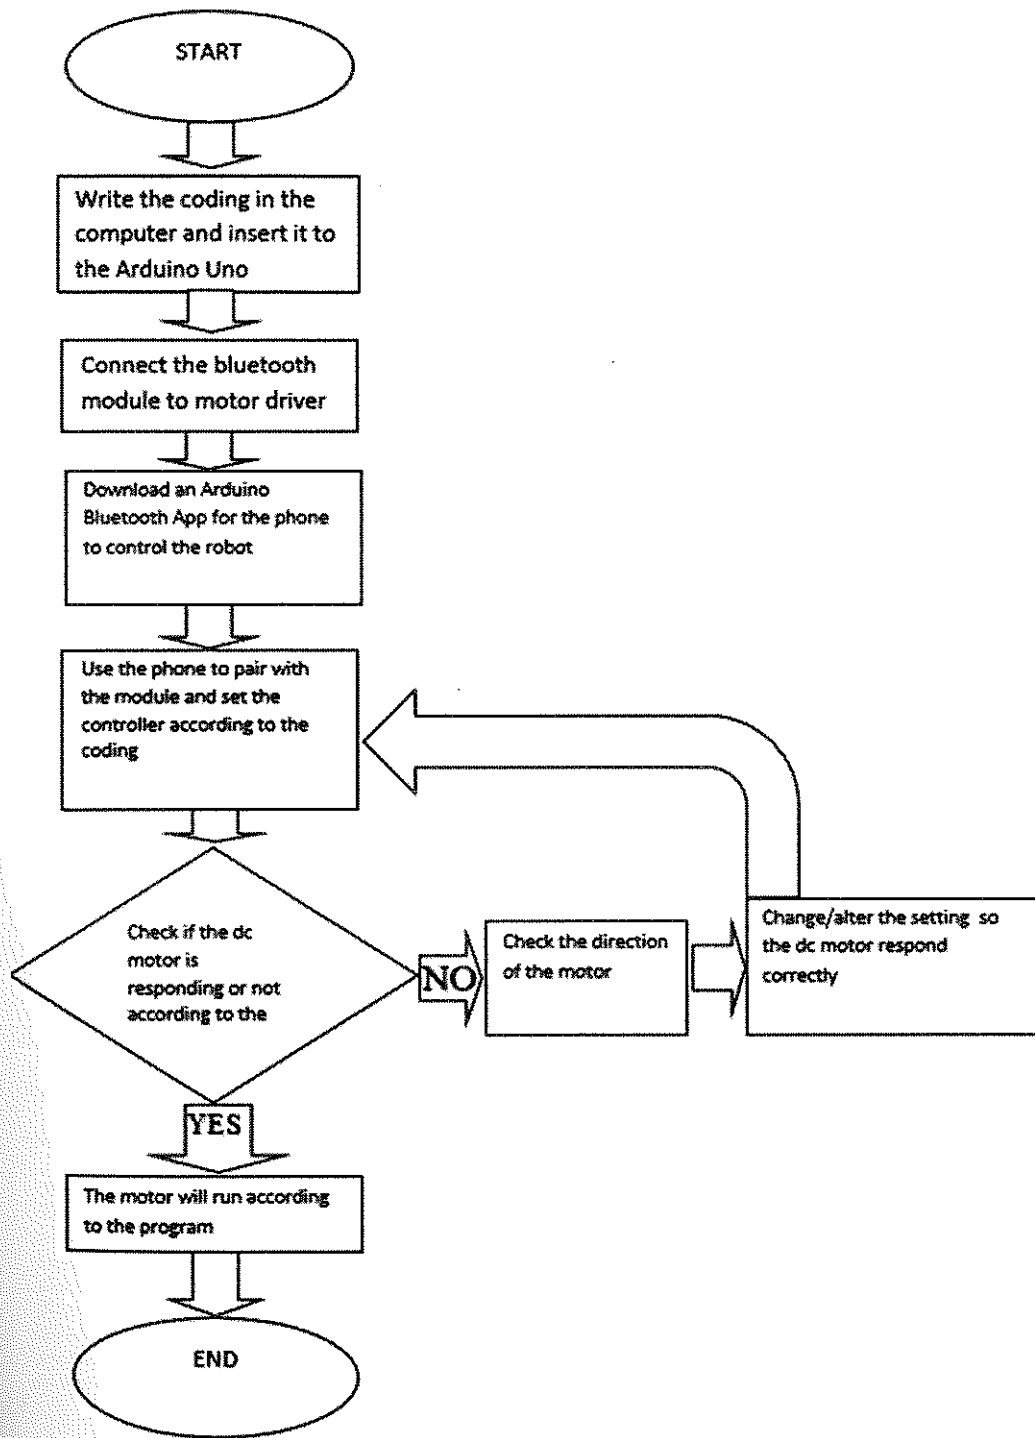 START
Write the coding in the
computer and insert it to
the Arduino Uno
Connect the bluetooth
module to motor driver
Download an Arduino
Bluetooth App for the phone
to control the robot
Use the phone to pair with
the module and set the
controller according to the
coding
Check if the dc
motor is
responding or not
according to the
NO
Check the direction
of the motor
Change/alter the setting so
the dc motor respond
correctly
YES
The motor will run according
to the program
END